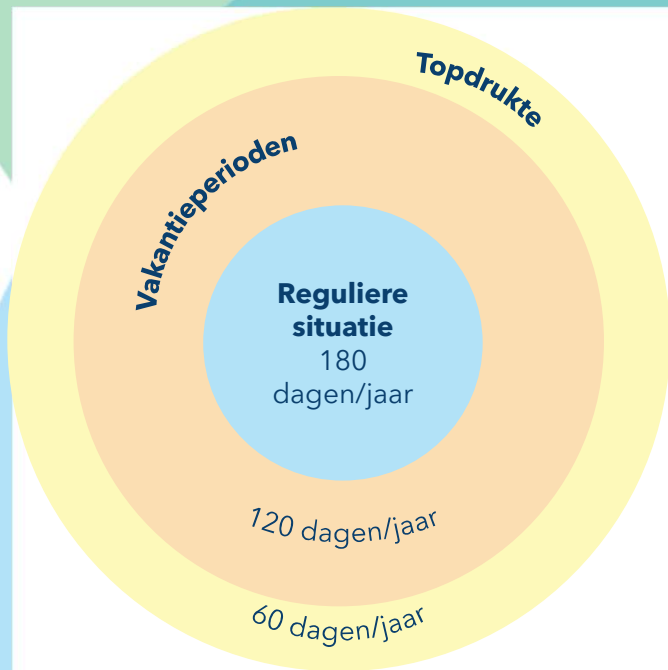 Topdrukte
Vakantieperioden
Reguliere
situatie
180
dagen/jaar
120 dagen/jaar
60 dagen/jaar